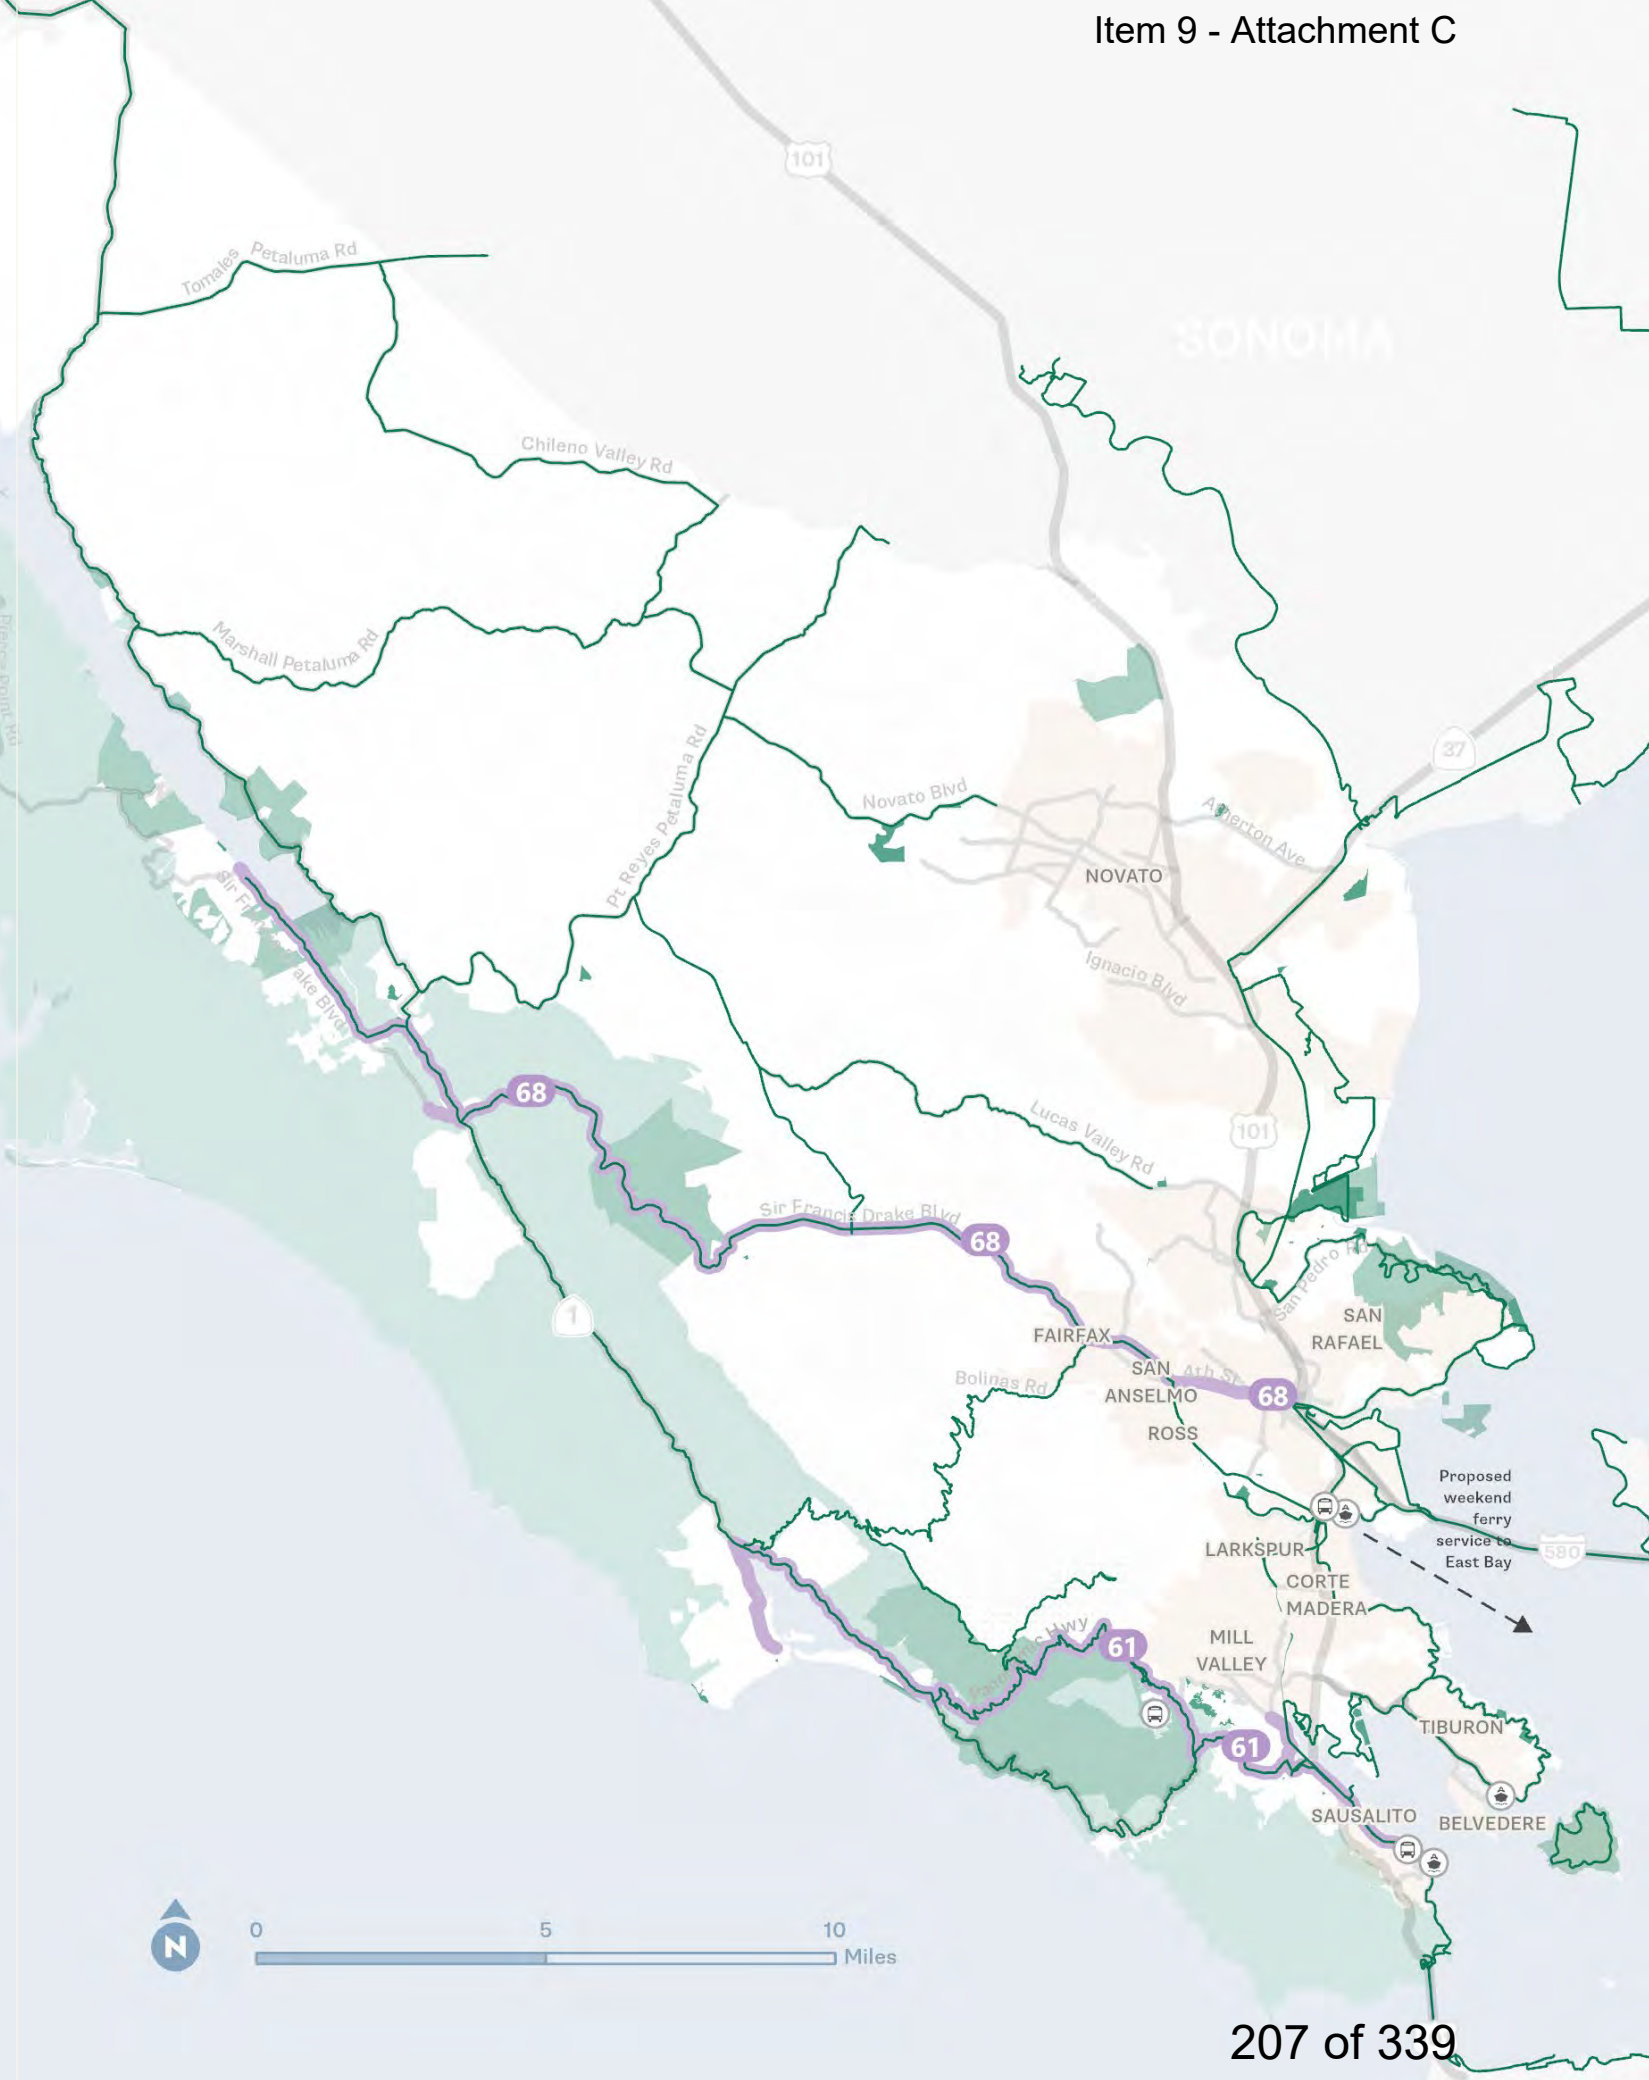 Item 9 - Attachment C
101
Tomales Petaluma Rd
SONOMA
Chileno Valley Rd
Marshall Petaluma Rd
Pierce Point Rd
37
Pt Reyes Petaluma Rd
Novato Blvd
Atherton Ave
NOVATO
Ignacio Blvd
68
101
Lucas Valley Rd
Sir Francis Drake Blvd
68
San Pedro Rd
1
SAN
RAFAEL
FAIRFAX
SAN
ANSELMO
68
Bolinas Rd
ROSS
Proposed
weekend
ferry
service to
East Bay
580
LARKSPUR
CORTE
MADERA
MILL
VALLEY
61
TIBURON
61
SAUSALITO
BELVEDERE
N
0 5 10
Miles
207 of 339